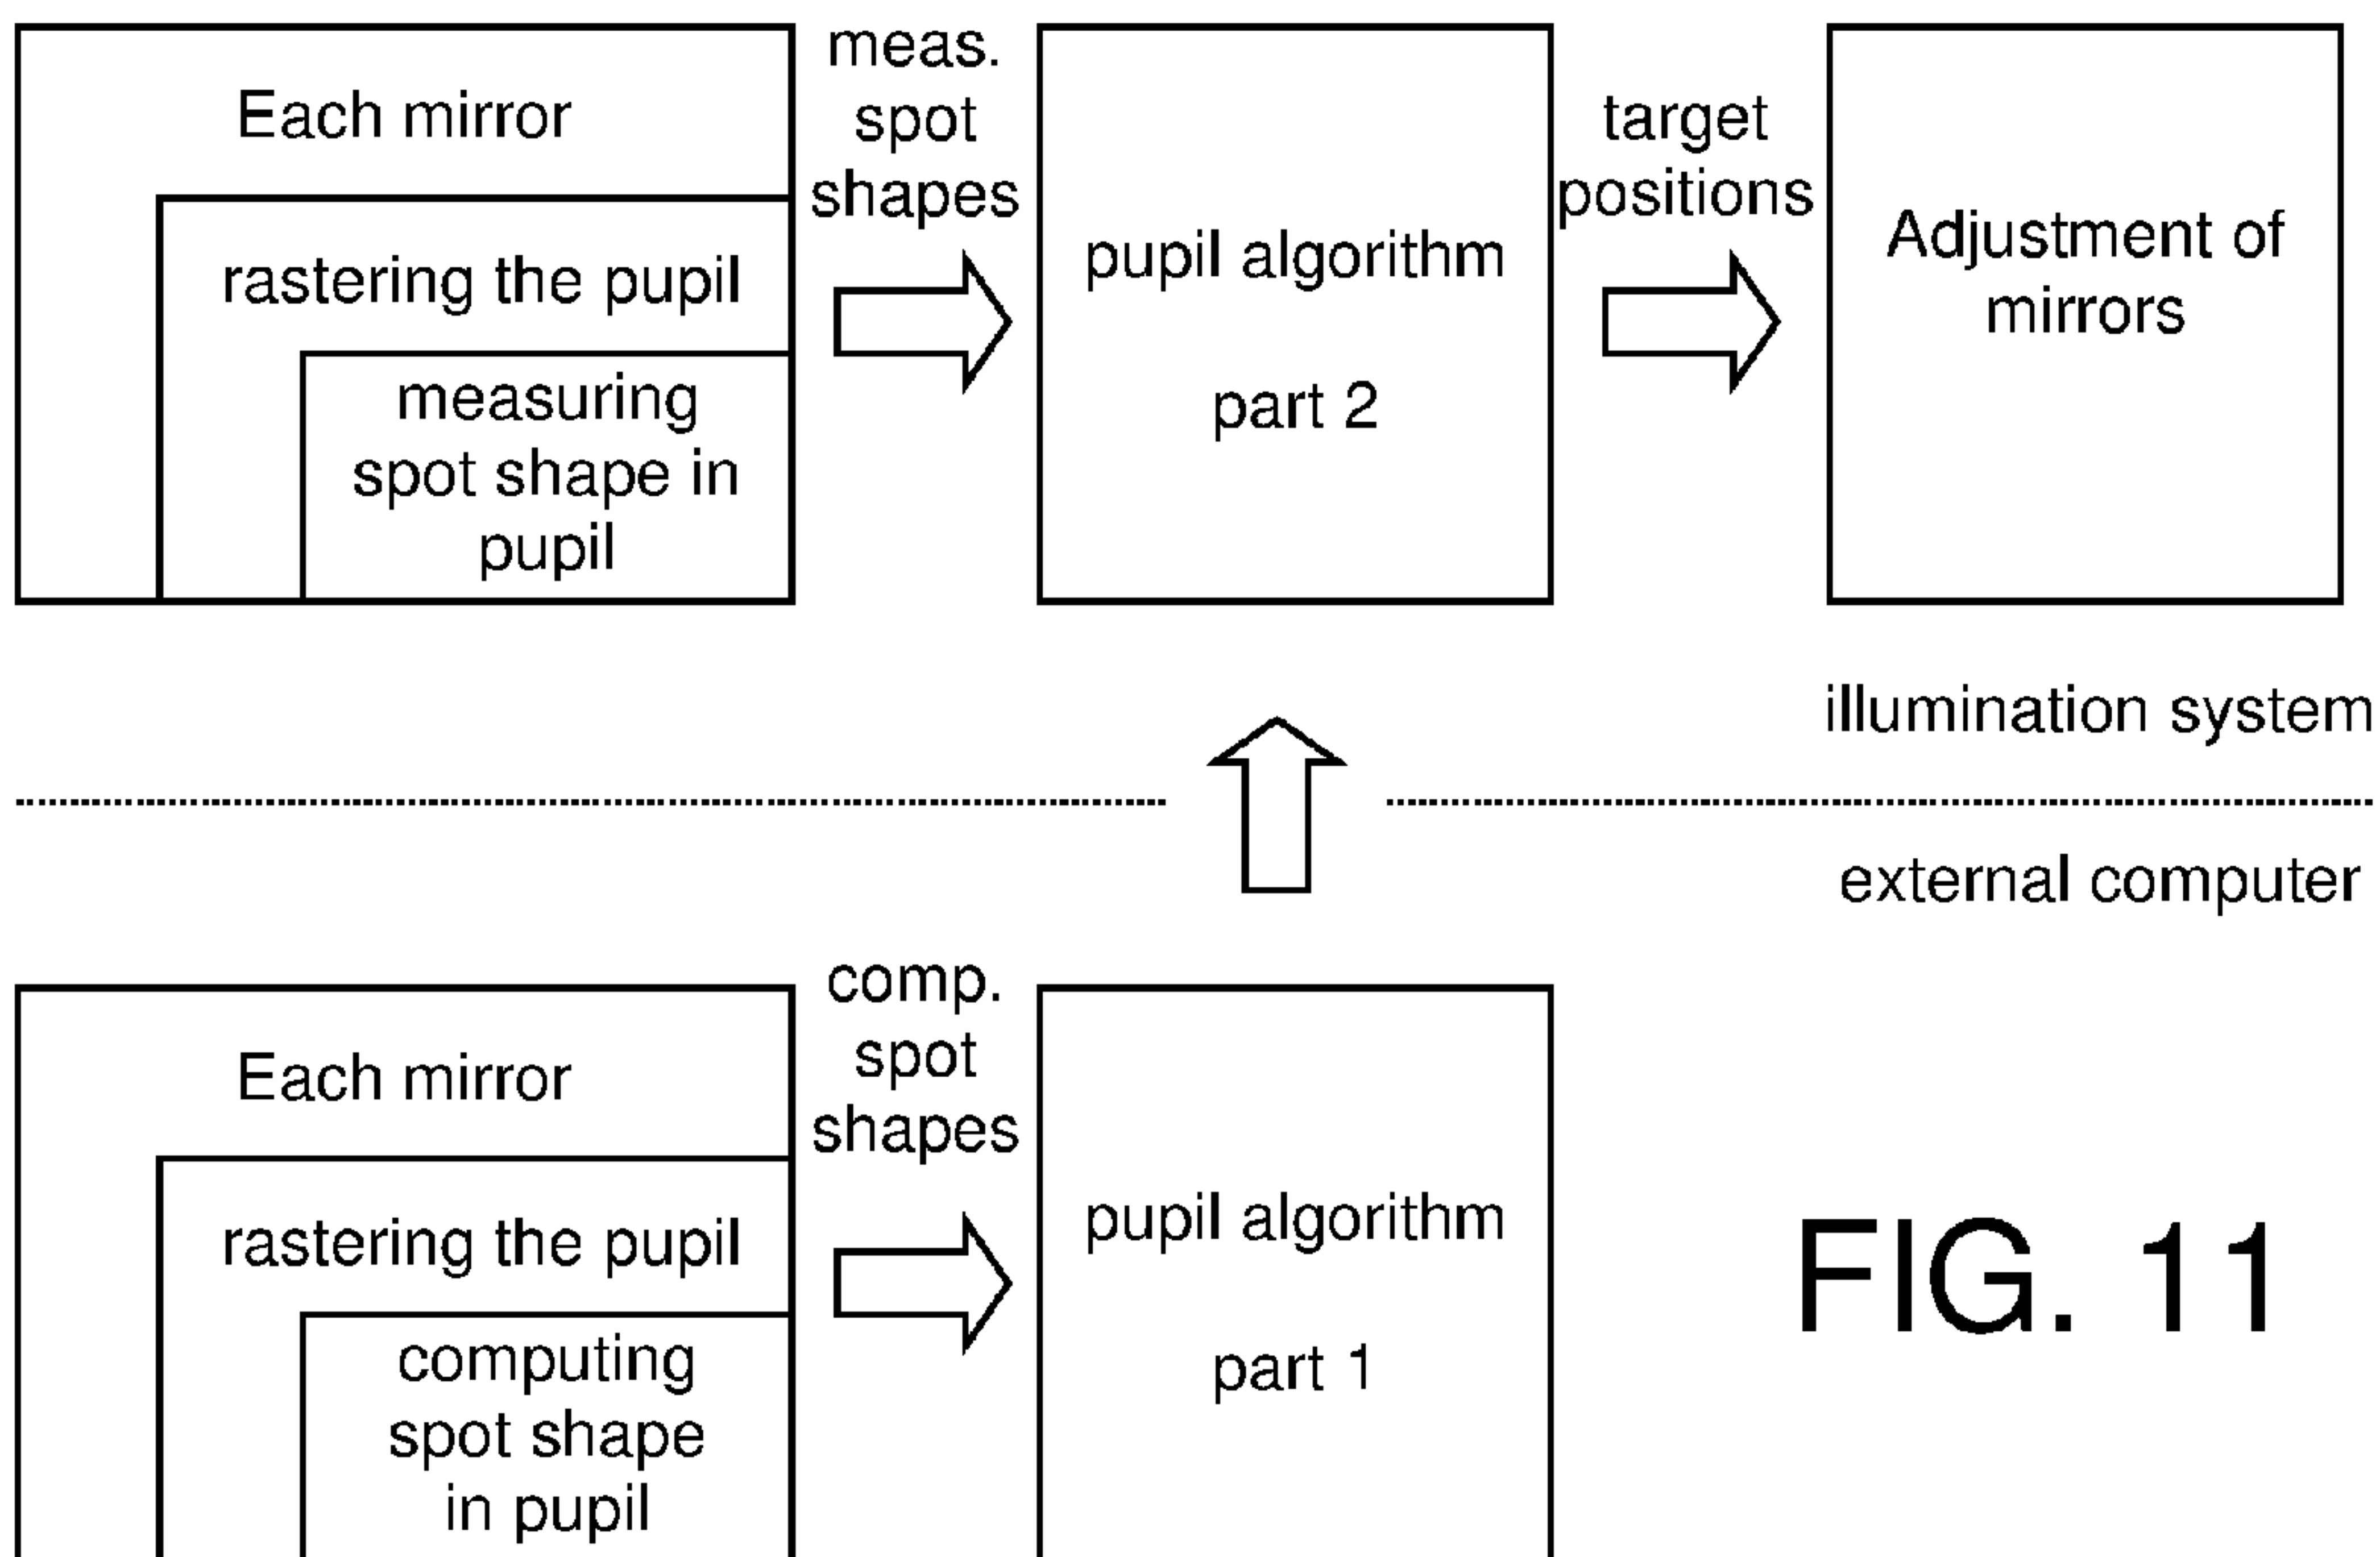 Each mirror
rastering the pupil
measuring
spot shape in
pupil
meas.
spot
shapes
pupil algorithm
part 2
target
positions
Adjustment of
mirrors
illumination system
external computer
Each mirror
rastering the pupil
computing
spot shape
in pupil
comp.
spot
shapes
pupil algorithm
part 1
FIG. 11